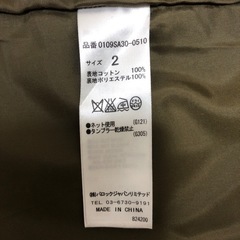 品番 0109SA30-0510
サイズ 2
表地コットン 100%
裏地ポリエステル100%
●ネット使用 (0121)
●タンブラー乾燥禁止
(0305)
㈱バロックジャパンリミテッド
TEL 03-6730-9191
MADE IN CHINA
824200